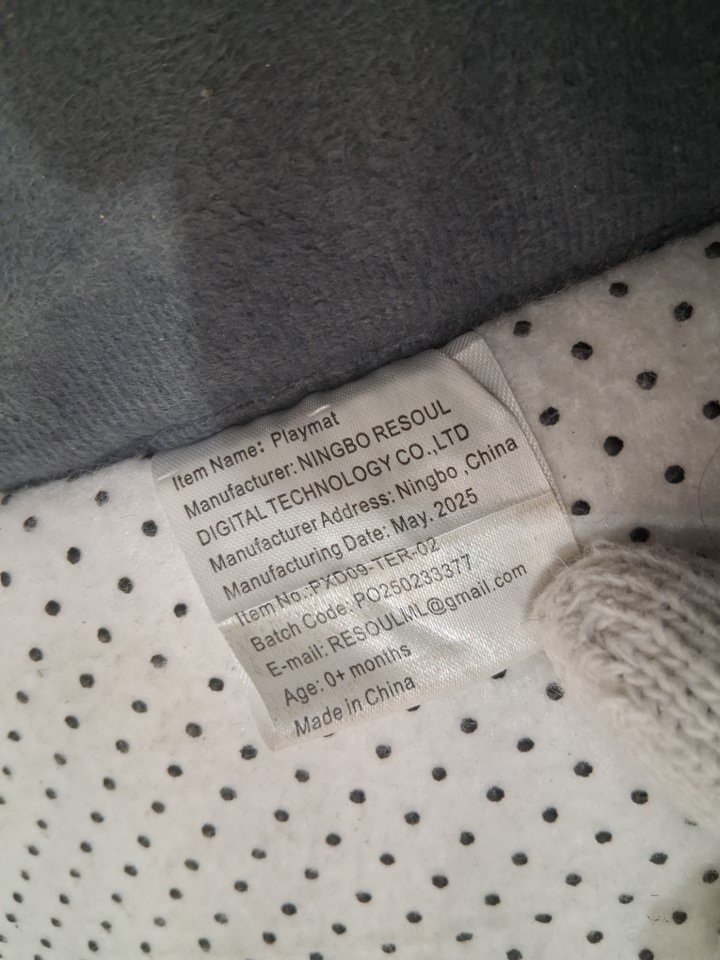 Item Name: Playmat
Manufacturer: NINGBO RESOUL
DIGITAL TECHNOLOGY CO.,LTD
Manufacturer Address: Ningbo ,China
Manufacturing Date: May. 2025
Item No.:PXD09-TER-02
Batch Code: PO250233377
E-mail: RESOULML@gmail.com
Age: 0+ months
Made in China